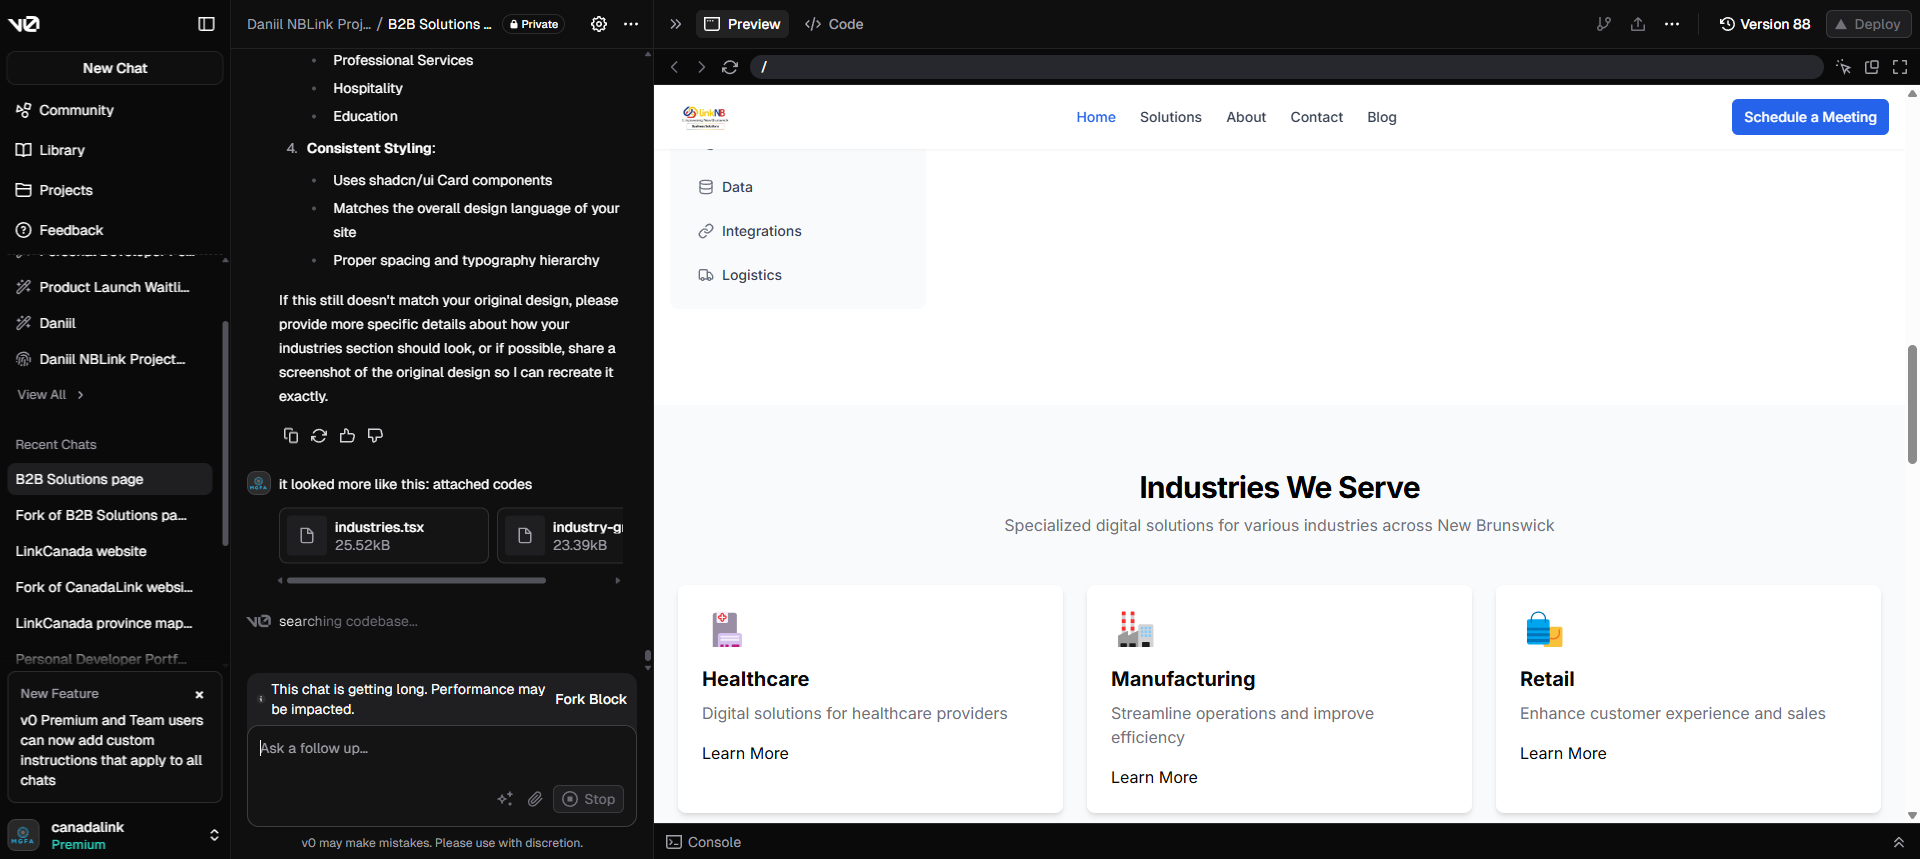 v0
New Chat
Community
Library
Projects
Feedback
Product Launch Waitli...
Daniil
Daniil NBLink Project...
View All
Recent Chats
B2B Solutions page
Fork of B2B Solutions pa...
LinkCanada website
Fork of CanadaLink websi...
LinkCanada province map...
Personal Developer Portf...
New Feature
v0 Premium and Team users
can now add custom
instructions that apply to all
chats
canadalink
Premium
Daniil NBLink Proj... / B2B Solutions ...
Private
Professional Services
Hospitality
Education
4. Consistent Styling:
Uses shadcn/ui Card components
Matches the overall design language of your
site
Proper spacing and typography hierarchy
If this still doesn't match your original design, please
provide more specific details about how your
industries section should look, or if possible, share a
screenshot of the original design so I can recreate it
exactly.
it looked more like this: attached codes
industries.tsx
25.52kB
industry-g
23.39kB
v0 searching codebase...
This chat is getting long. Performance may
be impacted.
Fork Block
Ask a follow up...
Stop
v0 may make mistakes. Please use with discretion.
Preview
Code
Version 88
Deploy
/
linkNB
Home
Solutions
About
Contact
Blog
Schedule a Meeting
Data
Integrations
Logistics
Industries We Serve
Specialized digital solutions for various industries across New Brunswick
Healthcare
Digital solutions for healthcare providers
Learn More
Manufacturing
Streamline operations and improve
efficiency
Learn More
Retail
Enhance customer experience and sales
Learn More
Console